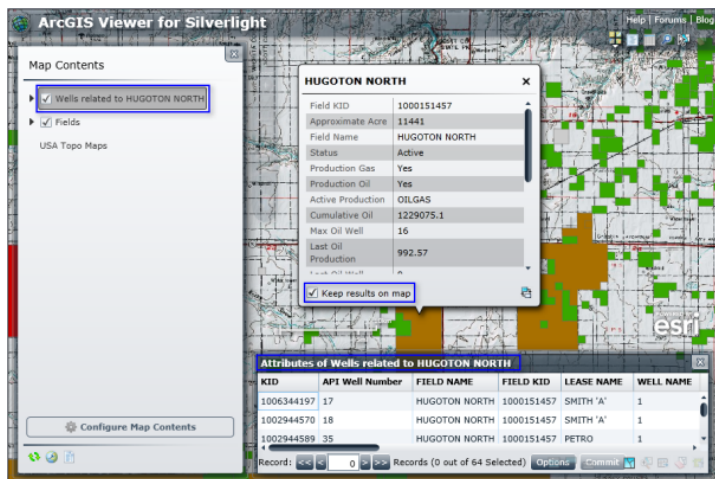 ArcGIS Viewer for Silverlight
Help | Forums | Blog
Map Contents
Wells related to HUGOTON NORTH
Fields
USA Topo Maps
Configure Map Contents
HUGOTON NORTH
Field KID 1000151457
Approximate Acre 11441
Field Name HUGOTON NORTH
Status Active
Production Gas Yes
Production Oil Yes
Active Production OILGAS
Cumulative Oil 1229075.1
Max Oil Well 16
Last Oil
Production 992.57
Keep results on map
esri
Attributes of Wells related to HUGOTON NORTH
KID API Well Number FIELD NAME FIELD KID LEASE NAME WELL NAME
1006344197 17 HUGOTON NORTH 1000151457 SMITH 'A' 1
1002944570 18 HUGOTON NORTH 1000151457 SMITH 'A' 1
1002944589 35 HUGOTON NORTH 1000151457 PETRO 1
Record: << < 0 > >> Records (0 out of 64 Selected) Options Commit